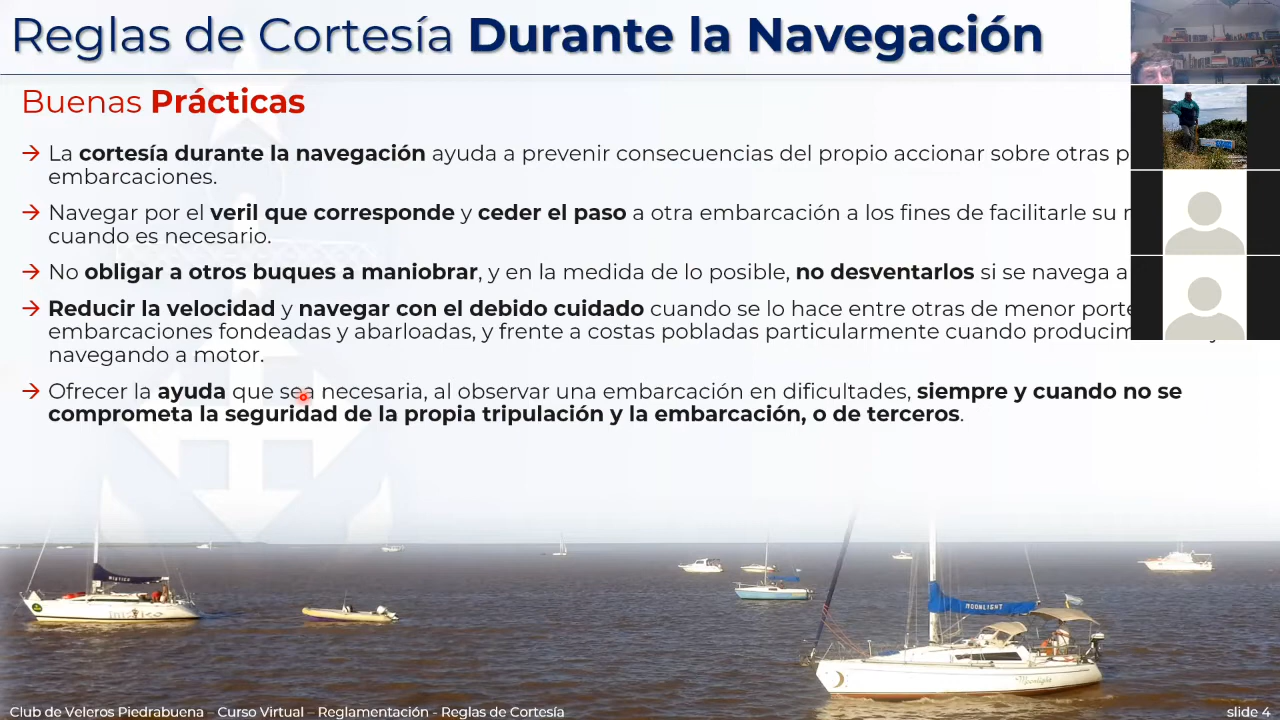 Reglas de Cortesía Durante la Navegación
Buenas Prácticas
→ La cortesía durante la navegación ayuda a prevenir consecuencias del propio accionar sobre otras
embarcaciones.
→ Navegar por el veril que corresponde y ceder el paso a otra embarcación a los fines de facilitarle su
cuando es necesario.
→ No obligar a otros buques a maniobrar, y en la medida de lo posible, no desventarlos si se navega a
→ Reducir la velocidad y navegar con el debido cuidado cuando se lo hace entre otras de menor
embarcaciones fondeadas y abarloadas, y frente a costas pobladas particularmente cuando
navegando a motor.
→ Ofrecer la ayuda que sea necesaria, al observar una embarcación en dificultades, siempre y cuando no se
comprometa la seguridad de la propia tripulación y la embarcación, o de terceros.
MISTICO
MOONLIGHT
Moonlight
Club de Veleros Piedrabuena – Curso Virtual – Reglamentación - Reglas de Cortesía
slide 4